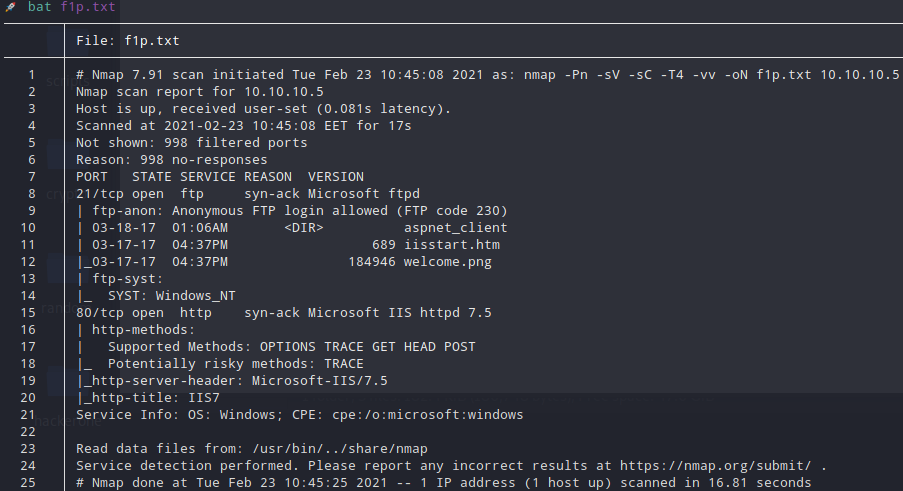 🚀 bat f1p.txt
File: f1p.txt
1 # Nmap 7.91 scan initiated Tue Feb 23 10:45:08 2021 as: nmap -Pn -sV -sC -T4 -vv -oN f1p.txt 10.10.10.5
2 Nmap scan report for 10.10.10.5
3 Host is up, received user-set (0.081s latency).
4 Scanned at 2021-02-23 10:45:08 EET for 17s
5 Not shown: 998 filtered ports
6 Reason: 998 no-responses
7 PORT   STATE SERVICE REASON  VERSION
8 21/tcp open  ftp     syn-ack Microsoft ftpd
9 | ftp-anon: Anonymous FTP login allowed (FTP code 230)
10 | 03-18-17  01:06AM       <DIR>          aspnet_client
11 | 03-17-17  04:37PM                  689 iisstart.htm
12 |_03-17-17  04:37PM               184946 welcome.png
13 | ftp-syst:
14 |_  SYST: Windows_NT
15 80/tcp open  http    syn-ack Microsoft IIS httpd 7.5
16 | http-methods:
17 |   Supported Methods: OPTIONS TRACE GET HEAD POST
18 |_  Potentially risky methods: TRACE
19 |_http-server-header: Microsoft-IIS/7.5
20 |_http-title: IIS7
21 Service Info: OS: Windows; CPE: cpe:/o:microsoft:windows
22
23 Read data files from: /usr/bin/../share/nmap
24 Service detection performed. Please report any incorrect results at https://nmap.org/submit/ .
25 # Nmap done at Tue Feb 23 10:45:25 2021 -- 1 IP address (1 host up) scanned in 16.81 seconds